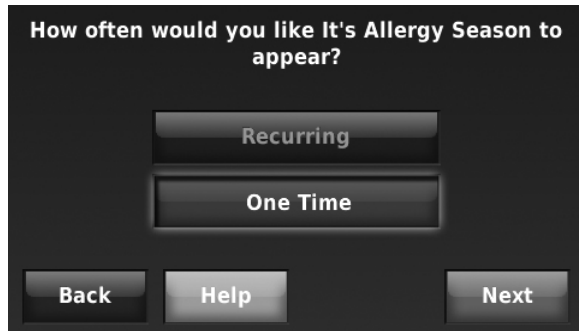 How often would you like It's Allergy Season to
appear?
Recurring
One Time
Back
Help
Next